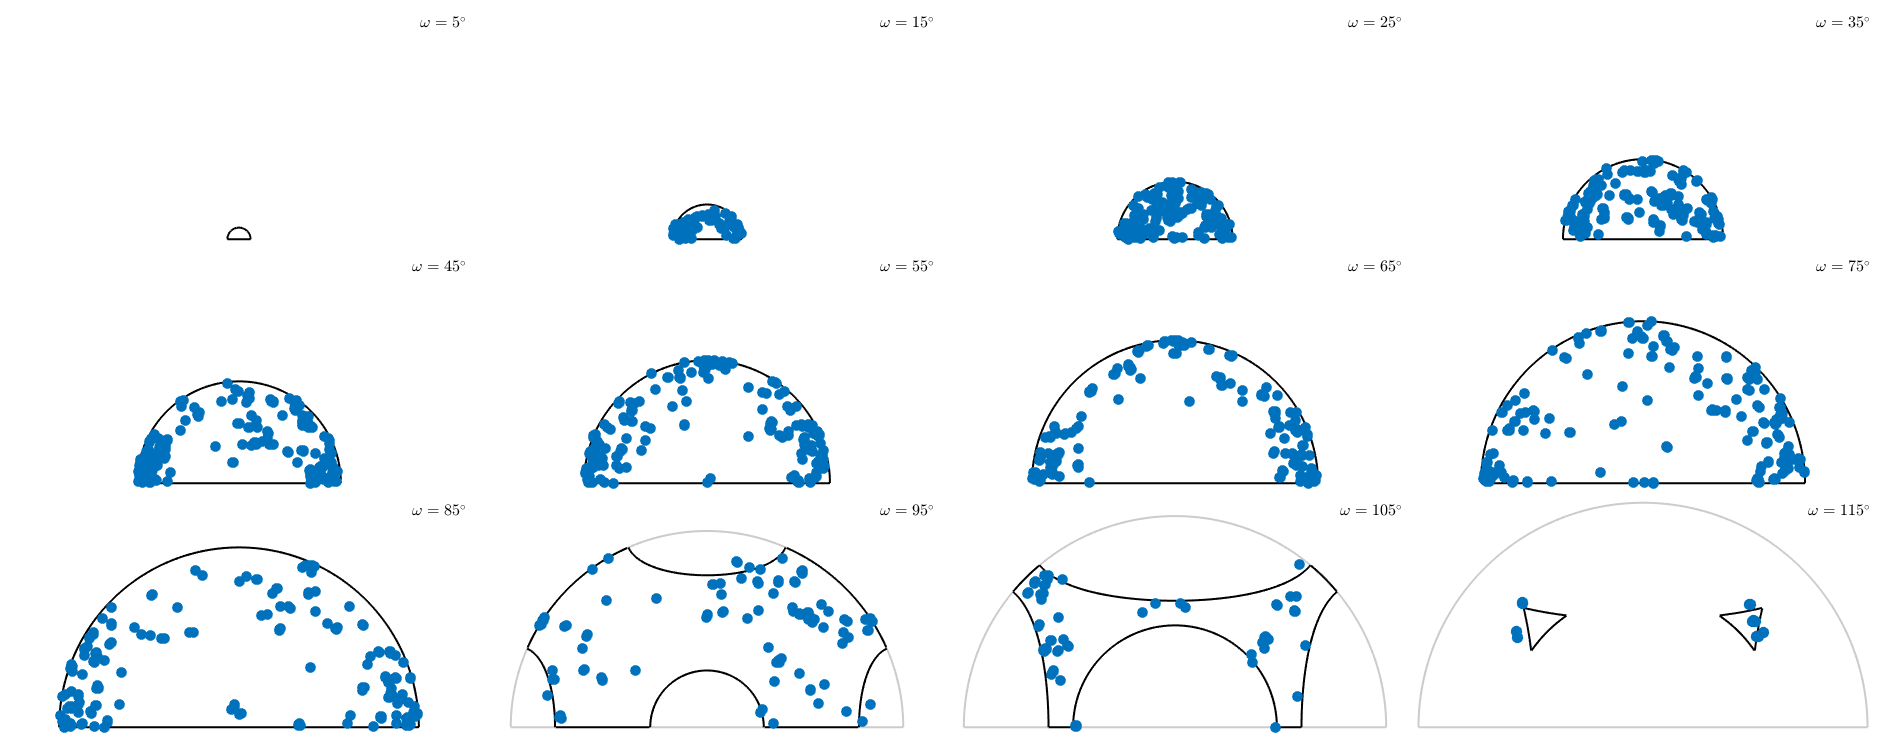 ω = 5°
ω = 15°
ω = 25°
ω = 35°
ω = 45°
ω = 55°
ω = 65°
ω = 75°
ω = 85°
ω = 95°
ω = 105°
ω = 115°